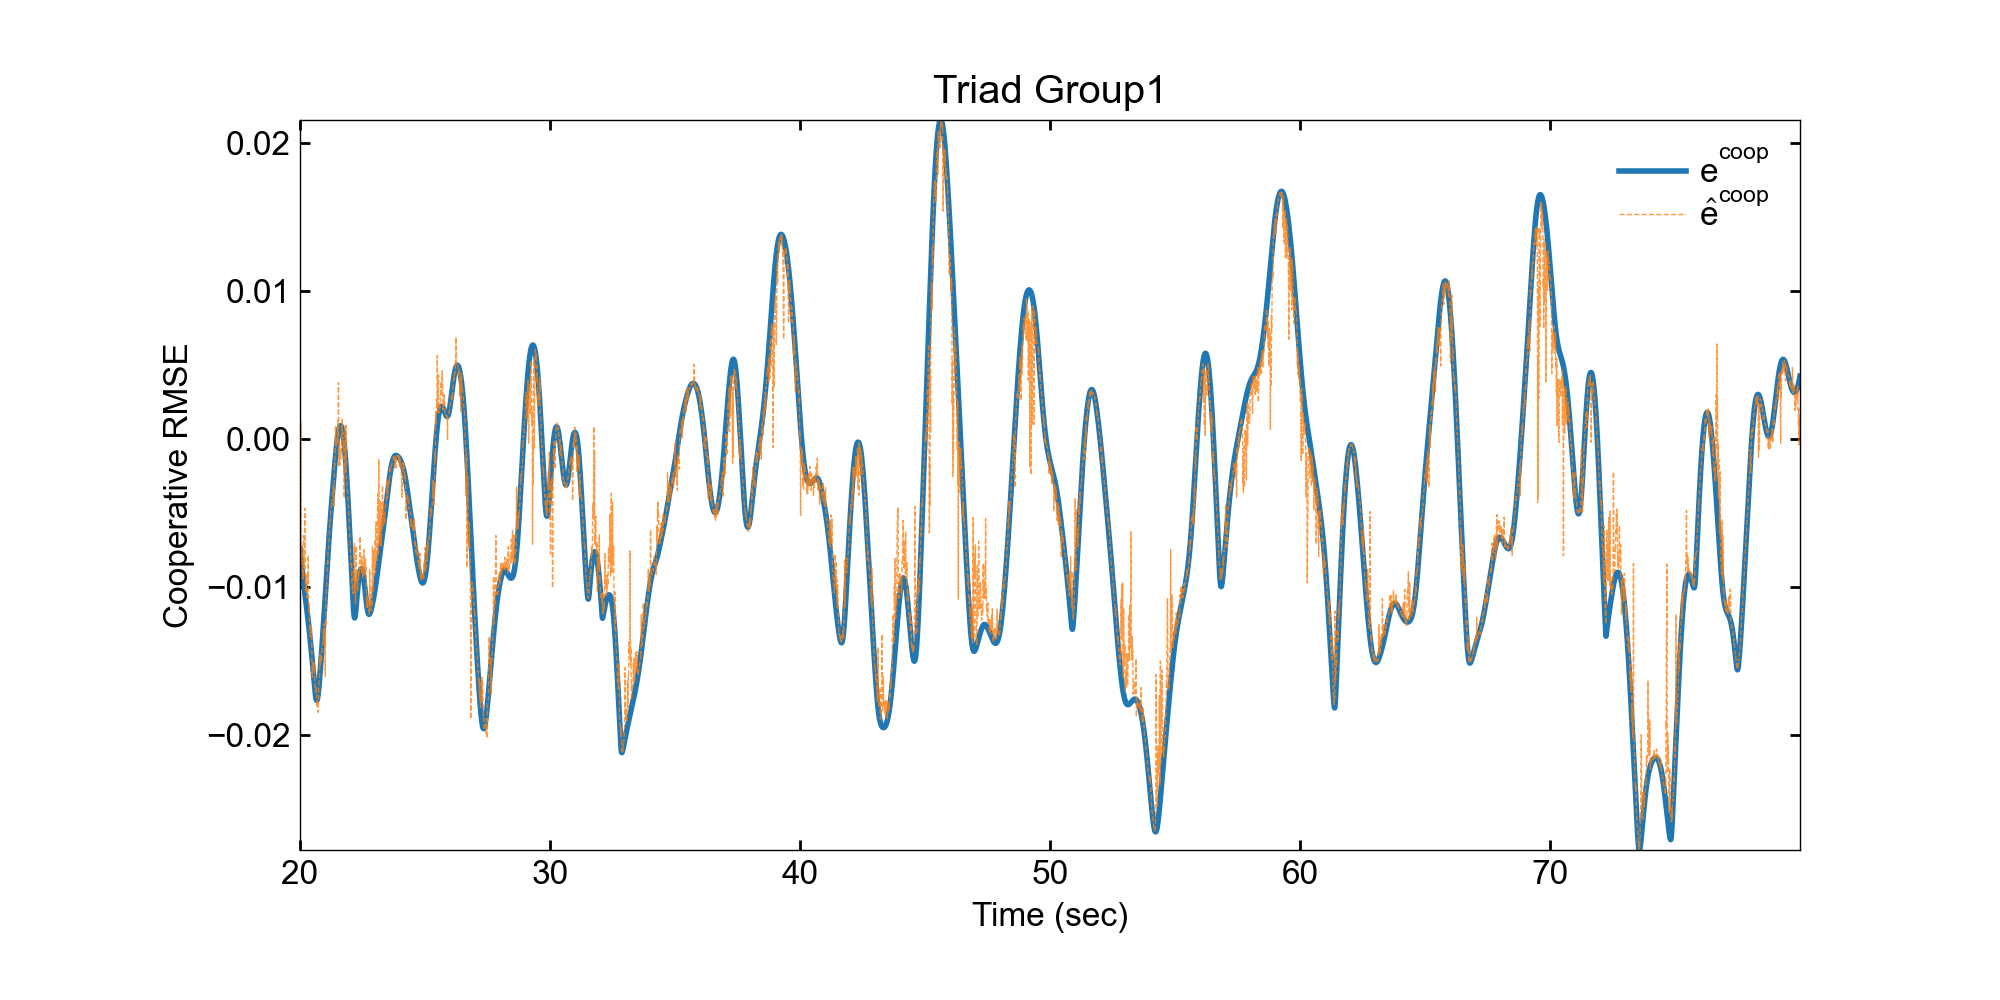 Triad Group1
Cooperative RMSE
0.02
0.01
0.00
−0.01
−0.02
e^coop
ê^coop
20 30 40 50 60 70
Time (sec)